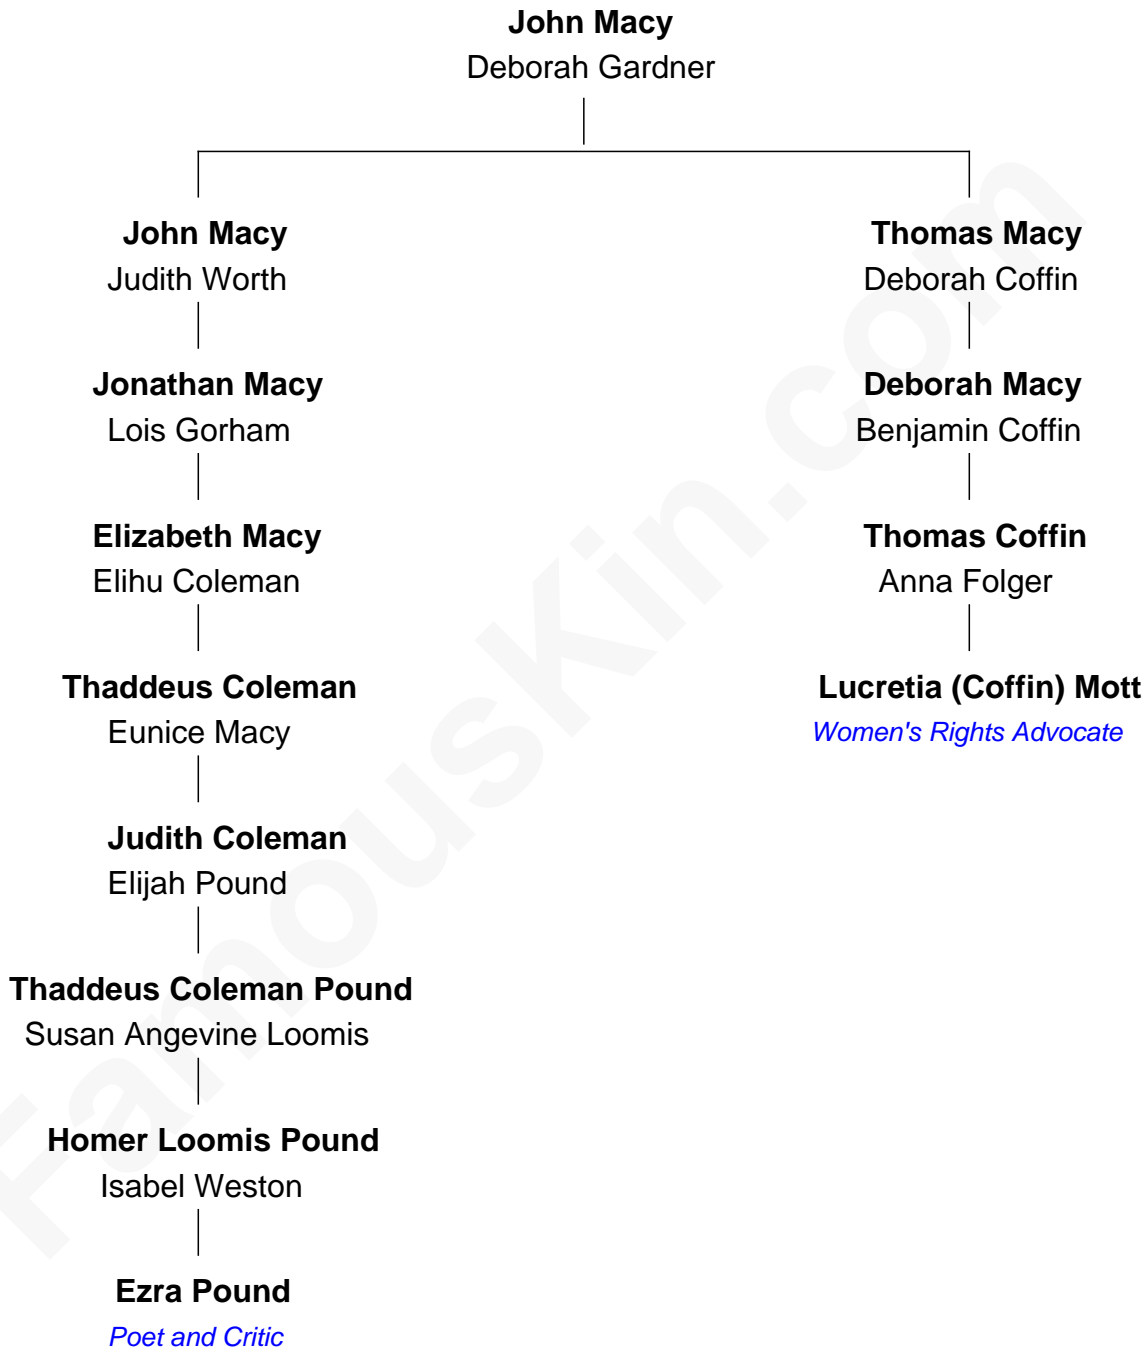 John Macy
Deborah Gardner
John Macy
Judith Worth
Jonathan Macy
Lois Gorham
Elizabeth Macy
Elihu Coleman
Thaddeus Coleman
Eunice Macy
Judith Coleman
Elijah Pound
Thaddeus Coleman Pound
Susan Angevine Loomis
Homer Loomis Pound
Isabel Weston
Ezra Pound
Poet and Critic
Thomas Macy
Deborah Coffin
Deborah Macy
Benjamin Coffin
Thomas Coffin
Anna Folger
Lucretia (Coffin) Mott
Women's Rights Advocate
FamousKin.com